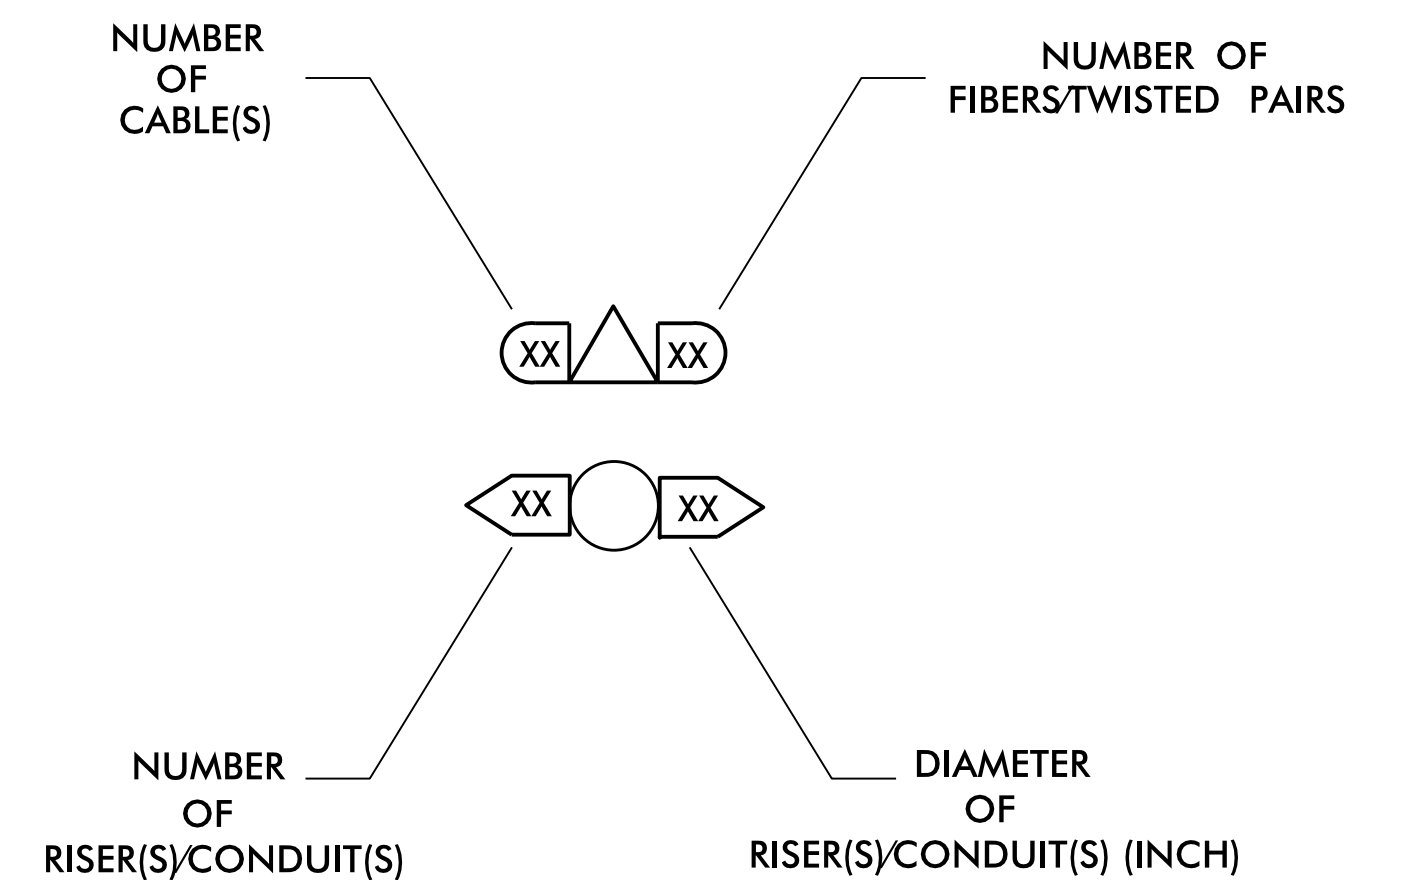 NUMBER
OF
CABLE(S)
NUMBER OF
FIBERS/TWISTED PAIRS
XX XX
XX XX
NUMBER
OF
RISER(S)/CONDUIT(S)
DIAMETER
OF
RISER(S)/CONDUIT(S) (INCH)